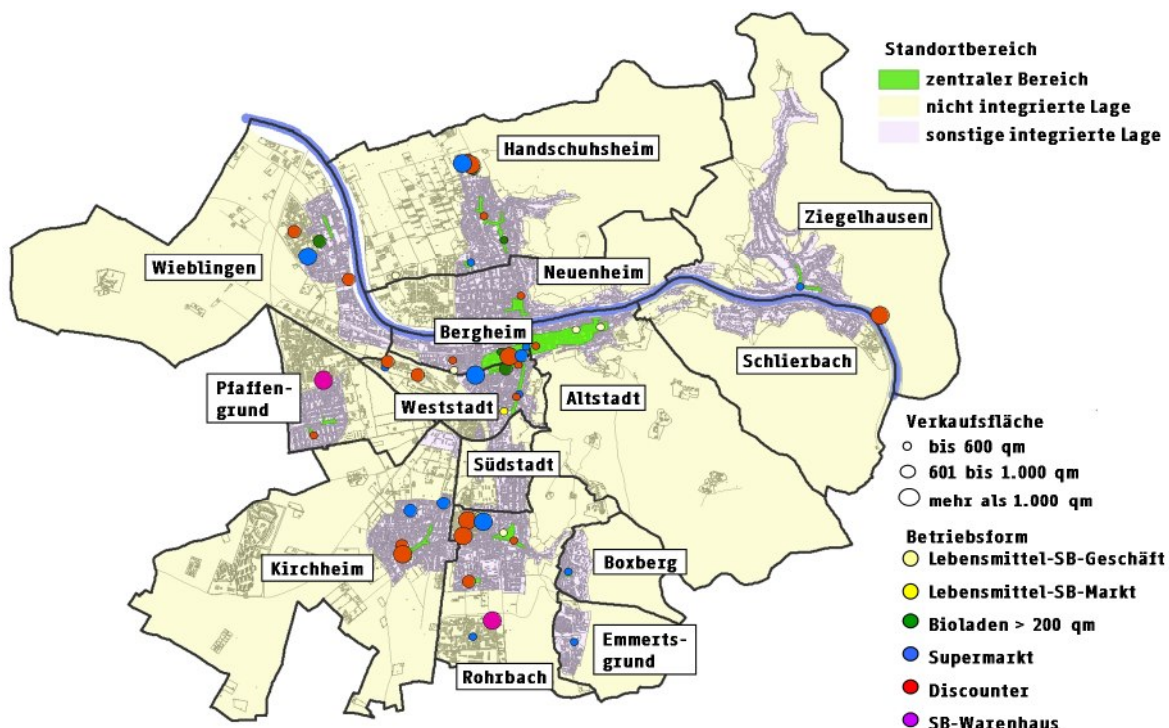 Standortbereich
zentraler Bereich
nicht integrierte Lage
sonstige integrierte Lage
Handschuhsheim
Ziegelhausen
Wieblingen
Neuenheim
Bergheim
Schlierbach
Pfaffen-
grund
Weststadt
Altstadt
Südstadt
Kirchheim
Boxberg
Emmerts-
grund
Rohrbach
Verkaufsfläche
bis 600 qm
601 bis 1.000 qm
mehr als 1.000 qm
Betriebsform
Lebensmittel-SB-Geschäft
Lebensmittel-SB-Markt
Bioladen > 200 qm
Supermarkt
Discounter
SB-Warenhaus